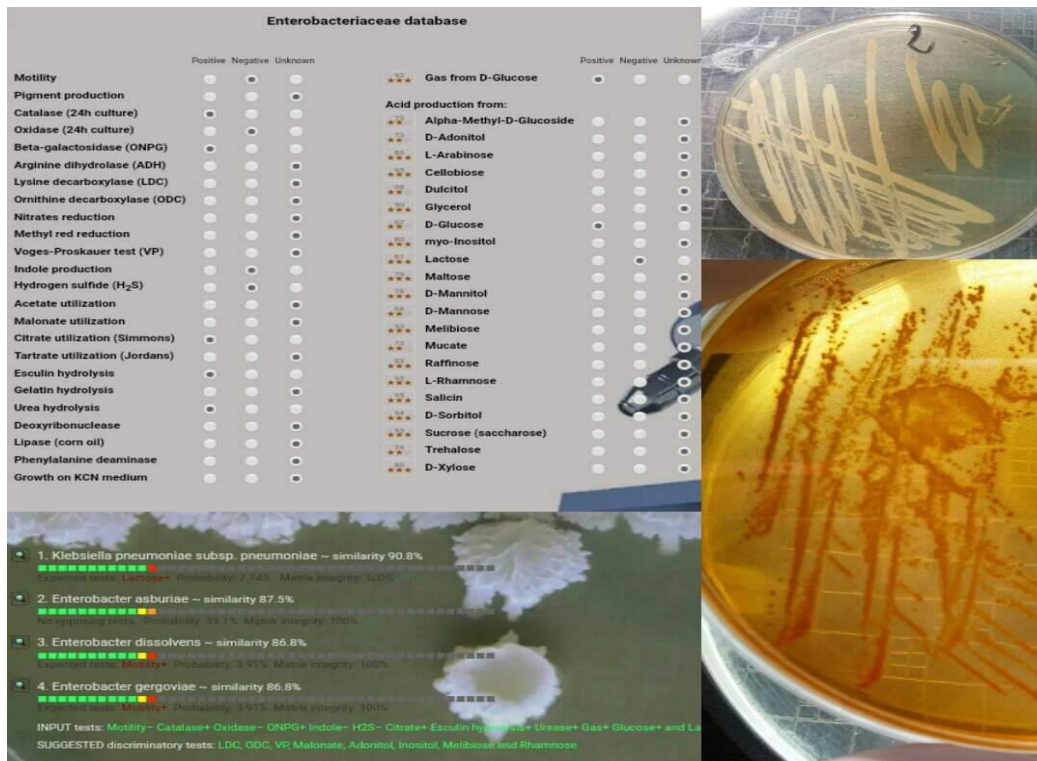 Enterobacteriaceae database
Positive Negative Unknown
Motility
Pigment production
Catalase (24h culture)
Oxidase (24h culture)
Beta-galactosidase (ONPG)
Arginine dihydrolase (ADH)
Lysine decarboxylase (LDC)
Ornithine decarboxylase (ODC)
Nitrates reduction
Methyl red reduction
Voges-Proskauer test (VP)
Indole production
Hydrogen sulfide (H2S)
Acetate utilization
Malonate utilization
Citrate utilization (Simmons)
Tartrate utilization (Jordans)
Esculin hydrolysis
Gelatin hydrolysis
Urea hydrolysis
Deoxyribonuclease
Lipase (corn oil)
Phenylalanine deaminase
Growth on KCN medium
Positive Negative Unknown
Gas from D-Glucose
Acid production from:
Alpha-Methyl-D-Glucoside
D-Adonitol
L-Arabinose
Cellobiose
Dulcitol
Glycerol
D-Glucose
myo-Inositol
Lactose
Maltose
D-Mannitol
D-Mannose
Melibiose
Mucate
Raffinose
L-Rhamnose
Salicin
D-Sorbitol
Sucrose (saccharose)
Trehalose
D-Xylose
1. Klebsiella pneumoniae subsp. pneumoniae ~ similarity 90.8%
Expected tests: Lactose+ Probability: 7.74% Matrix integrity: 100%
2. Enterobacter asburiae ~ similarity 87.5%
No opposing tests. Probability: 39.1% Matrix integrity: 100%
3. Enterobacter dissolvens ~ similarity 86.8%
Expected tests: Motility+ Probability: 3.91% Matrix integrity: 100%
4. Enterobacter gergoviae ~ similarity 86.8%
Expected tests: Motility+ Probability: 3.91% Matrix integrity: 100%
INPUT tests: Motility− Catalase+ Oxidase− ONPG+ Indole− H2S− Citrate+ Esculin hydrolysis+ Urease+ Gas+ Glucose+ and La
SUGGESTED discriminatory tests: LDC, ODC, VP, Malonate, Adonitol, Inositol, Melibiose and Rhamnose
2